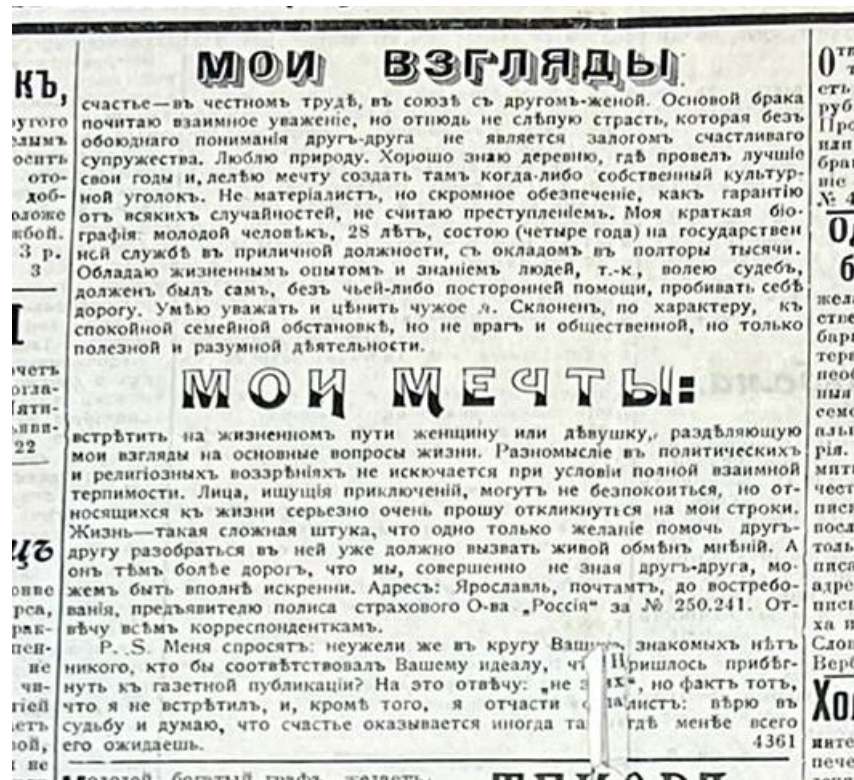 МОИ ВЗГЛЯДЫ
счастье—въ честномъ трудѣ, въ союзѣ съ другомъ-женой. Основой брака
почитаю взаимное уваженіе, но отнюдь не слѣпую страсть, которая безъ
обоюднаго пониманія другъ-друга не является залогомъ счастливаго
супружества. Люблю природу. Хорошо знаю деревню, гдѣ провелъ лучшіе
свои годы и, лелѣю мечту создать тамъ когда-либо собственный культур-
ной уголокъ. Не матеріалистъ, но скромное обезпеченіе, какъ гарантію
отъ всякихъ случайностей, не считаю преступленіемъ. Моя краткая біо-
графія: молодой человѣкъ, 28 лѣтъ, состою (четыре года) на государствен
ной службѣ въ приличной должности, съ окладомъ въ полторы тысячи.
Обладаю жизненнымъ опытомъ и знаніемъ людей, т.-к., волею судебъ,
долженъ былъ самъ, безъ чьей-либо посторонней помощи, пробивать себѣ
дорогу. Умѣю уважать и цѣнить чужое „я. Склоненъ, по характеру, къ
спокойной семейной обстановкѣ, но не врагъ и общественной, но только
полезной и разумной дѣятельности.
МОИ МЕЧТЫ:
встрѣтить на жизненномъ пути женщину или дѣвушку, раздѣляющую
мои взгляды на основные вопросы жизни. Разномысліе въ политическихъ
и религіозныхъ воззрѣніяхъ не исключается при условіи полной взаимной
терпимости. Лица, ищущія приключеній, могутъ не безпокоиться, но от-
носящихся къ жизни серьезно очень прошу откликнуться на мои строки.
Жизнь—такая сложная штука, что одно только желаніе помочь другъ-
другу разобраться въ ней уже должно вызвать живой обмѣнъ мнѣній. А
онъ тѣмъ болѣе дорогъ, что мы, совершенно не зная другъ-друга, мо-
жемъ быть вполнѣ искренни. Адресъ: Ярославль, почтамтъ, до востребо-
ванія, предъявителю полиса страхового О-ва „Россія“ за № 250.241. От-
вѣчу всѣмъ корреспонденткамъ.
P. S. Меня спросятъ: неужели же въ кругу знакомыхъ нѣтъ
никого, кто бы соотвѣтствовалъ Вашему идеалу, пришлось прибѣг-
нуть къ газетной публикаціи? На это отвѣчу: „не но фактъ тотъ,
что я не встрѣтилъ, и, кромѣ того, я отчасти вѣрю въ
судьбу и думаю, что счастье оказывается иногда гдѣ менѣе всего
его ожидаешь. 4361